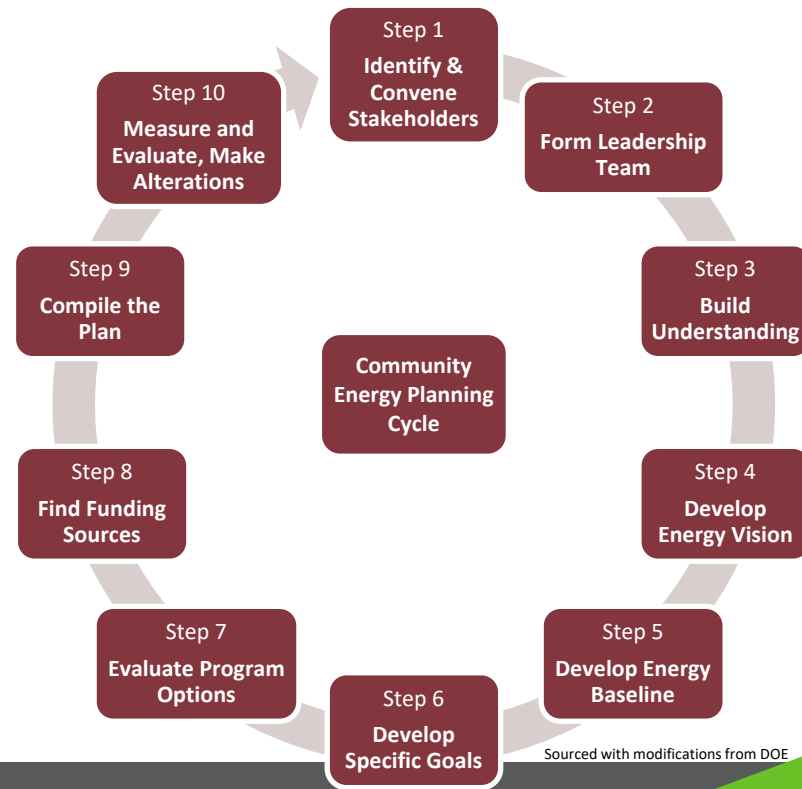 Step 1
Identify &
Convene
Stakeholders
Step 2
Form Leadership
Team
Step 3
Build
Understanding
Step 4
Develop
Energy Vision
Step 5
Develop Energy
Baseline
Step 6
Develop
Specific Goals
Step 7
Evaluate Program
Options
Step 8
Find Funding
Sources
Step 9
Compile the
Plan
Step 10
Measure and
Evaluate, Make
Alterations
Community
Energy Planning
Cycle
Sourced with modifications from DOE